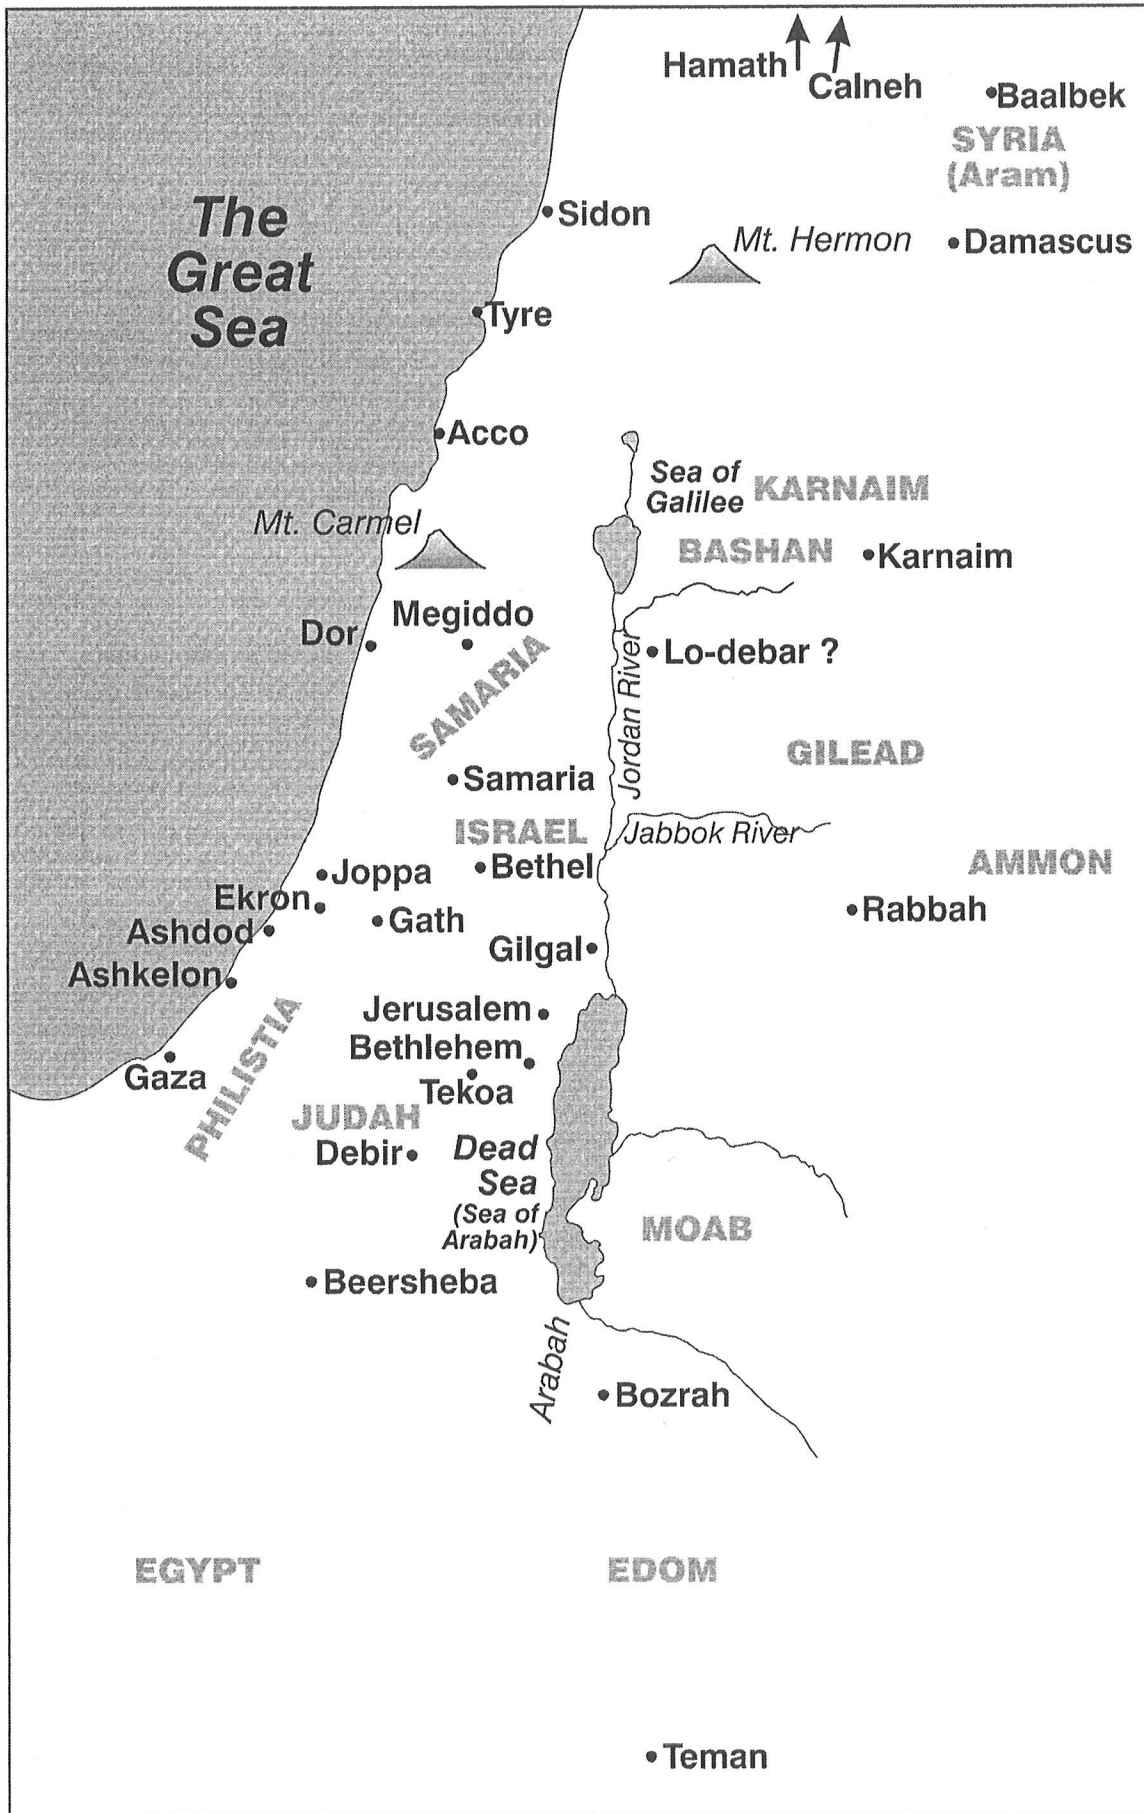 Hamath
Calneh
Baalbek
SYRIA
(Aram)
The
Great
Sea
Sidon
Mt. Hermon
Damascus
Tyre
Acco
Sea of
Galilee
KARNAIM
Mt. Carmel
BASHAN
Karnaim
Megiddo
Dor
SAMARIA
Jordan River
Lo-debar ?
GILEAD
Samaria
ISRAEL
Jabbok River
AMMON
Joppa
Bethel
Ekron
Gath
Rabbah
Ashdod
Gilgal
Ashkelon
Jerusalem
Bethlehem
PHILISTIA
Gaza
Tekoa
JUDAH
Debir
Dead
Sea
(Sea of
Arabah)
MOAB
Beersheba
Arabah
Bozrah
EGYPT
EDOM
Teman